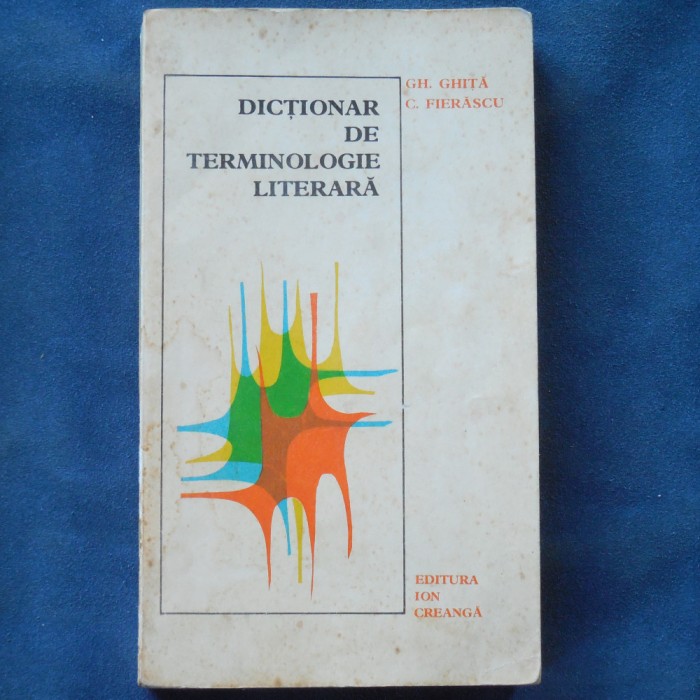 GH. GHIȚĂ
C. FIERĂSCU
DICȚIONAR
DE
TERMINOLOGIE
LITERARĂ
EDITURA
ION
CREANGĂ